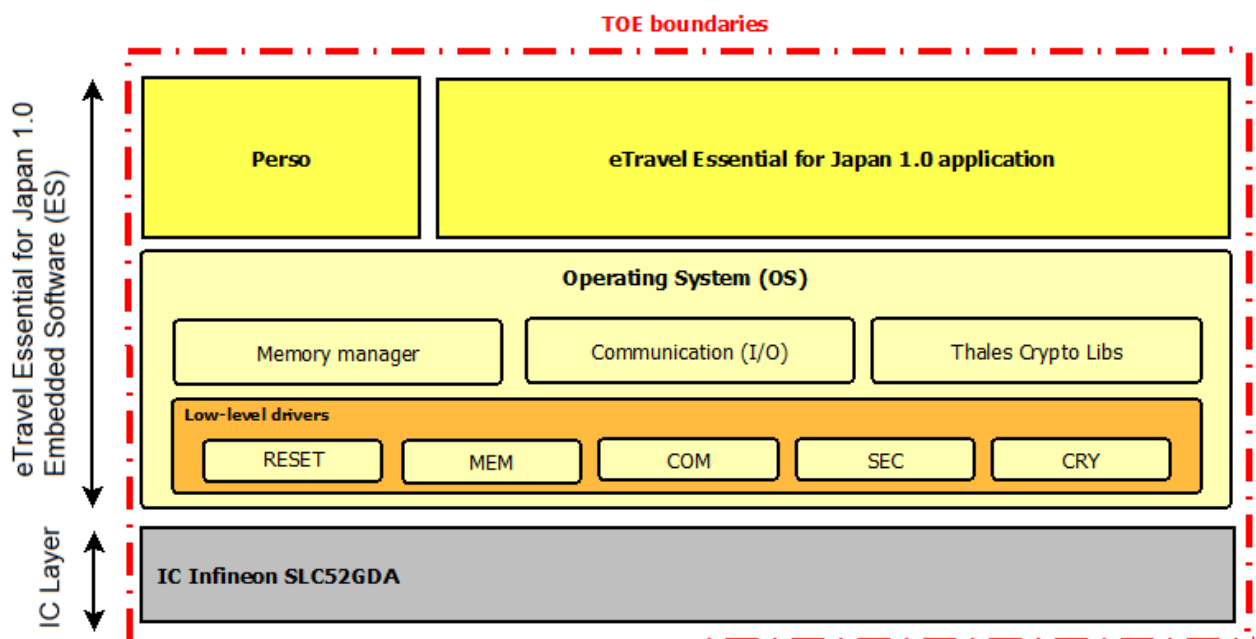 TOE boundaries
eTravel Essential for Japan 1.0
Embedded Software (ES)
Perso
eTravel Essential for Japan 1.0 application
Operating System (OS)
Memory manager
Communication (I/O)
Thales Crypto Libs
Low-level drivers
RESET
MEM
COM
SEC
CRY
IC Layer
IC Infineon SLC52GDA